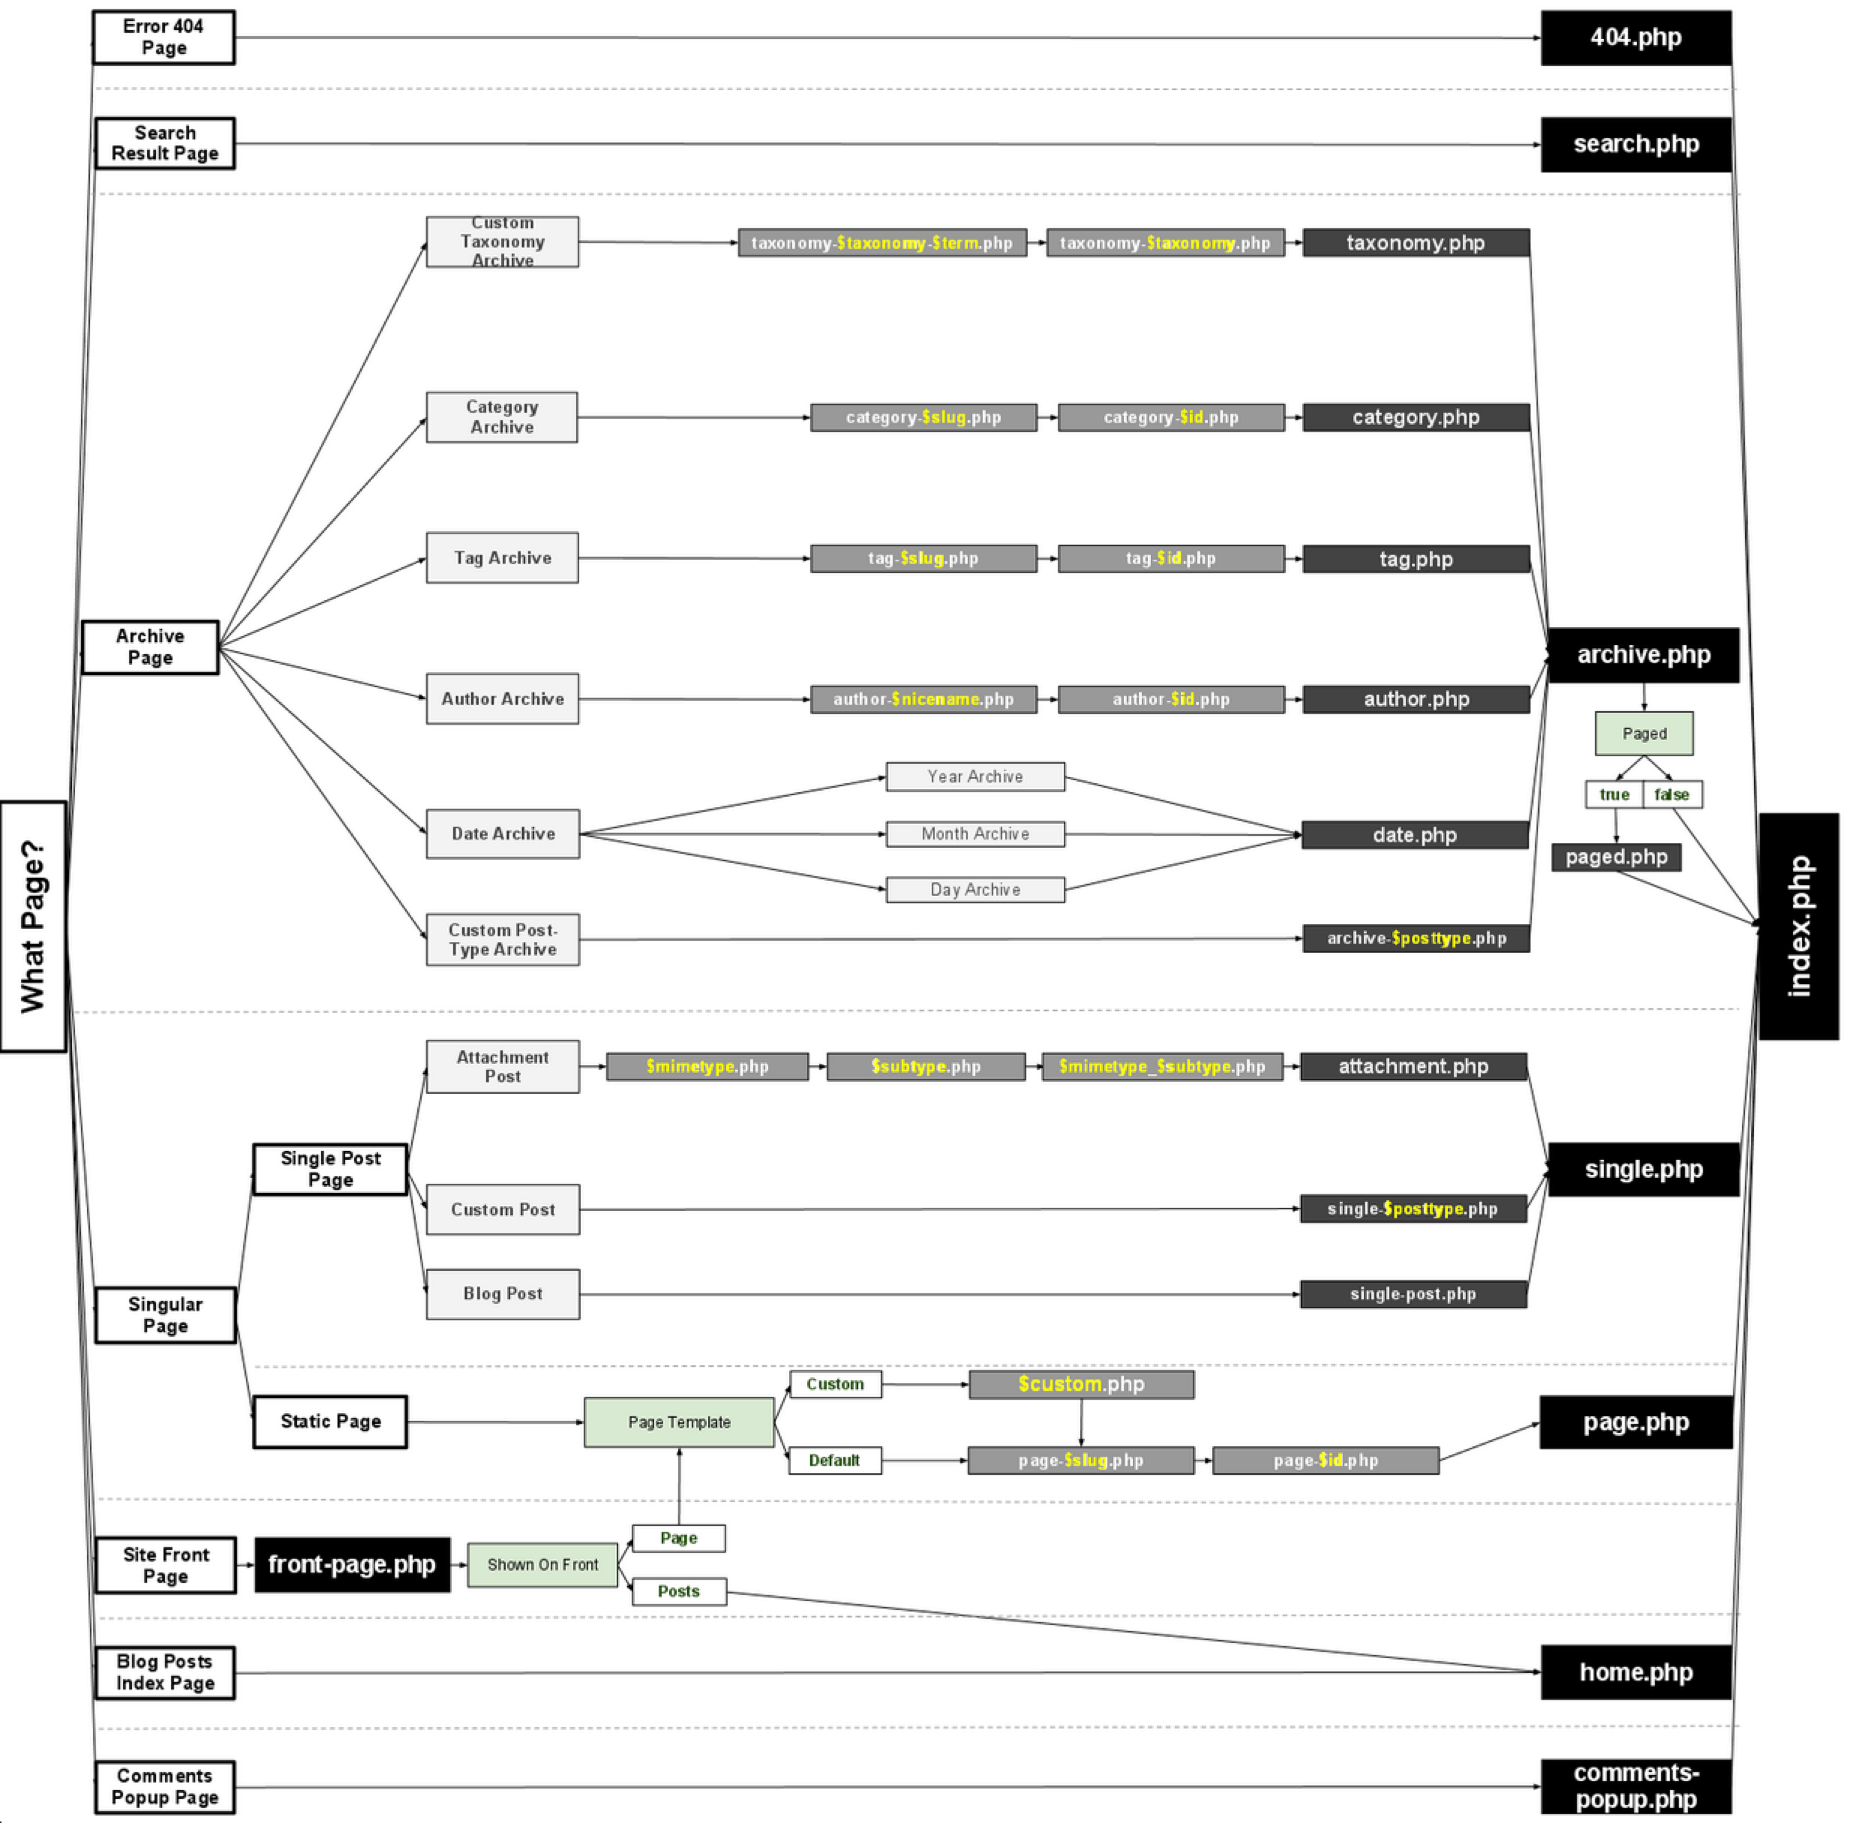 Error 404
Page
404.php
Search
Result Page
search.php
Custom
Taxonomy
Archive
taxonomy-$taxonomy-$term.php
taxonomy-$taxonomy.php
taxonomy.php
Category
Archive
category-$slug.php
category-$id.php
category.php
Tag Archive
tag-$slug.php
tag-$id.php
tag.php
Archive
Page
archive.php
Author Archive
author-$nicename.php
author-$id.php
author.php
Paged
true
false
paged.php
Year Archive
Date Archive
Month Archive
date.php
Day Archive
Custom Post-
Type Archive
archive-$posttype.php
What Page?
index.php
Attachment
Post
$mimetype.php
$subtype.php
$mimetype_$subtype.php
attachment.php
Single Post
Page
single.php
Custom Post
single-$posttype.php
Blog Post
single-post.php
Singular
Page
Static Page
Page Template
Custom
$custom.php
Default
page-$slug.php
page-$id.php
page.php
Site Front
Page
front-page.php
Shown On Front
Page
Posts
Blog Posts
Index Page
home.php
Comments
Popup Page
comments-
popup.php